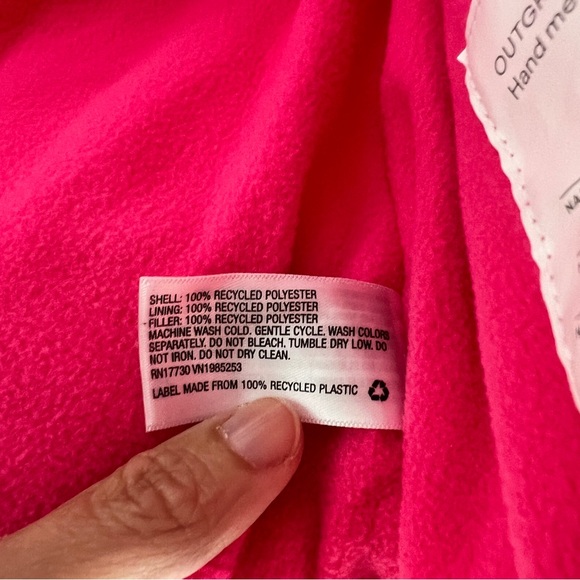 SHELL: 100% RECYCLED POLYESTER
LINING: 100% RECYCLED POLYESTER
FILLER: 100% RECYCLED POLYESTER
MACHINE WASH COLD. GENTLE CYCLE. WASH COLORS
SEPARATELY. DO NOT BLEACH. TUMBLE DRY LOW. DO
NOT IRON. DO NOT DRY CLEAN.
RN17730 VN1985253
LABEL MADE FROM 100% RECYCLED PLASTIC
OUTGR
Hand me
NA